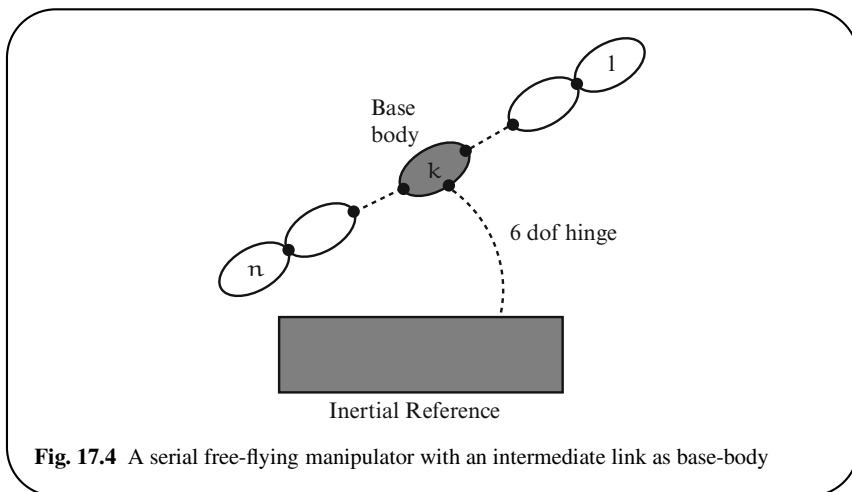 1
Base
body
k
6 dof hinge
n
Inertial Reference
Fig. 17.4 A serial free-flying manipulator with an intermediate link as base-body